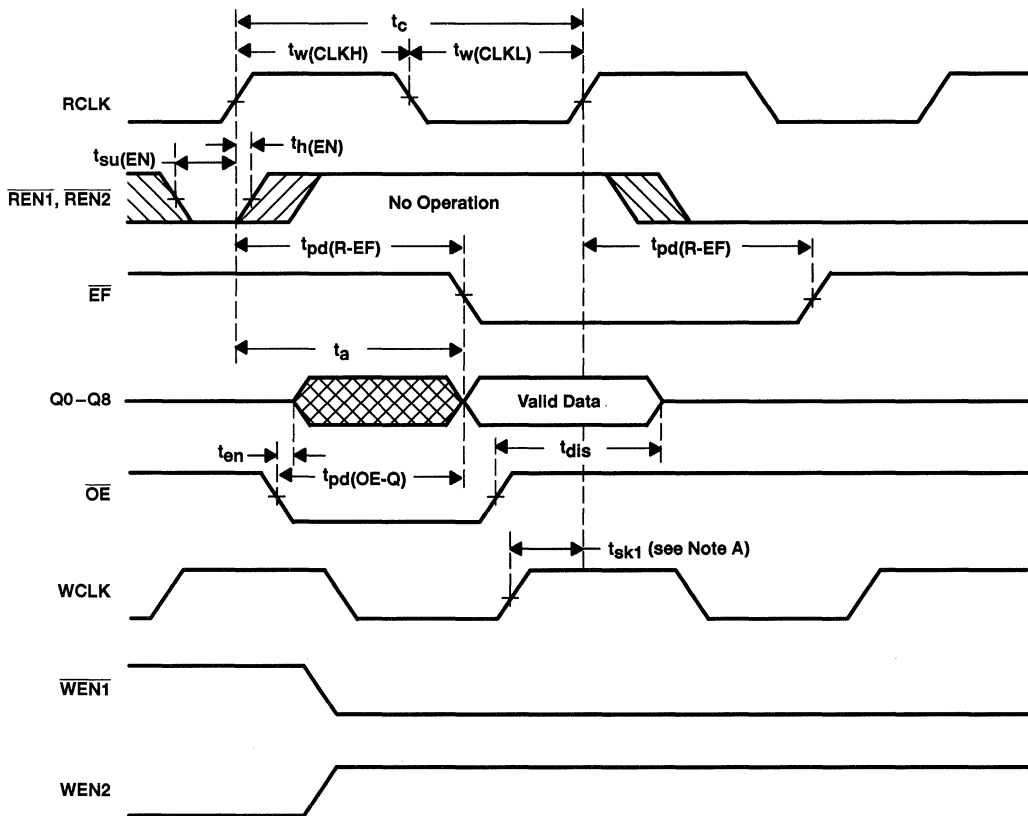 tc
tw(CLKH)
tw(CLKL)
RCLK
tsu(EN)
th(EN)
REN1, REN2
No Operation
tpd(R-EF)
tpd(R-EF)
EF
ta
Q0–Q8
Valid Data
ten
tdis
tpd(OE-Q)
OE
tsk1 (see Note A)
WCLK
WEN1
WEN2